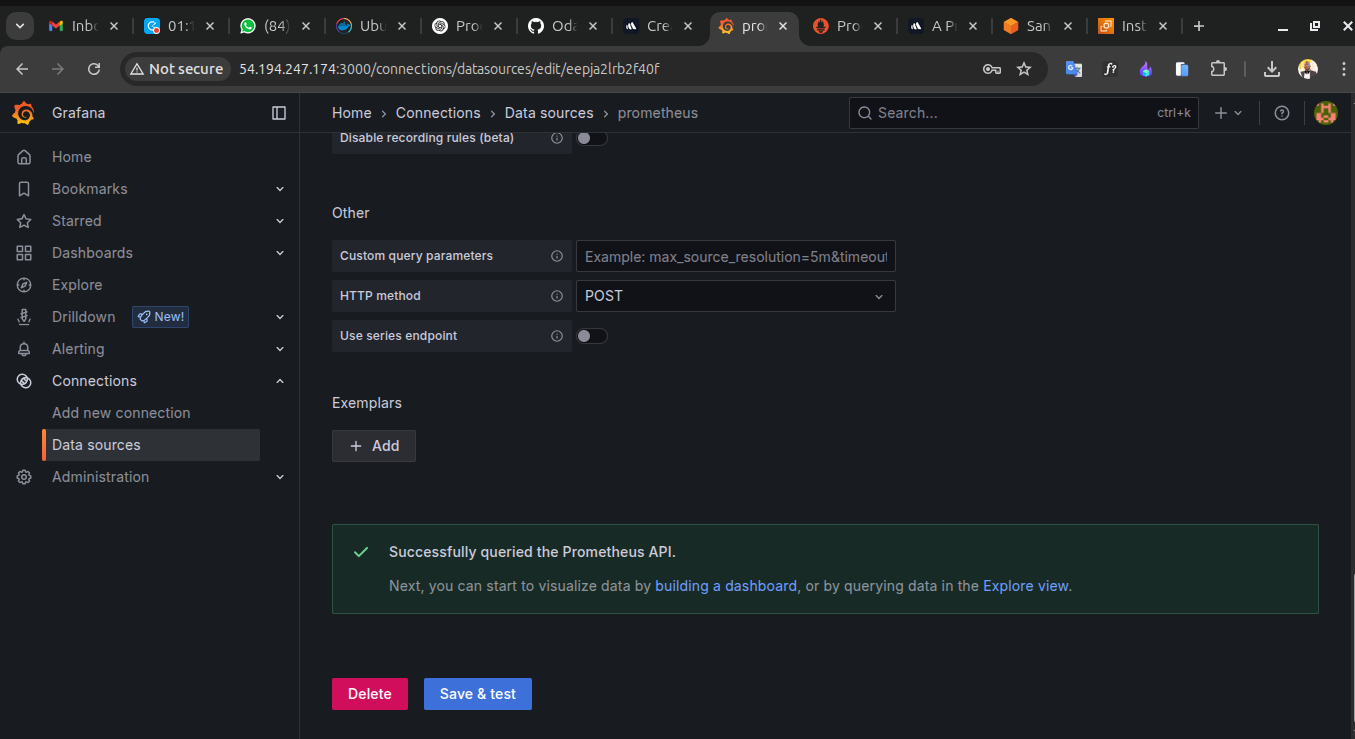 Inbo
01:1
(84)
Ubu
Pro
Oda
Cre
pro
Pro
A P
San
Inst
Not secure
54.194.247.174:3000/connections/datasources/edit/eepja2lrb2f40f
Grafana
Home › Connections › Data sources › prometheus
Search...
ctrl+k
Home
Bookmarks
Starred
Dashboards
Explore
Drilldown
New!
Alerting
Connections
Add new connection
Data sources
Administration
Disable recording rules (beta)
Other
Custom query parameters
Example: max_source_resolution=5m&timeout
HTTP method
POST
Use series endpoint
Exemplars
+ Add
Successfully queried the Prometheus API.
Next, you can start to visualize data by building a dashboard, or by querying data in the Explore view.
Delete
Save & test